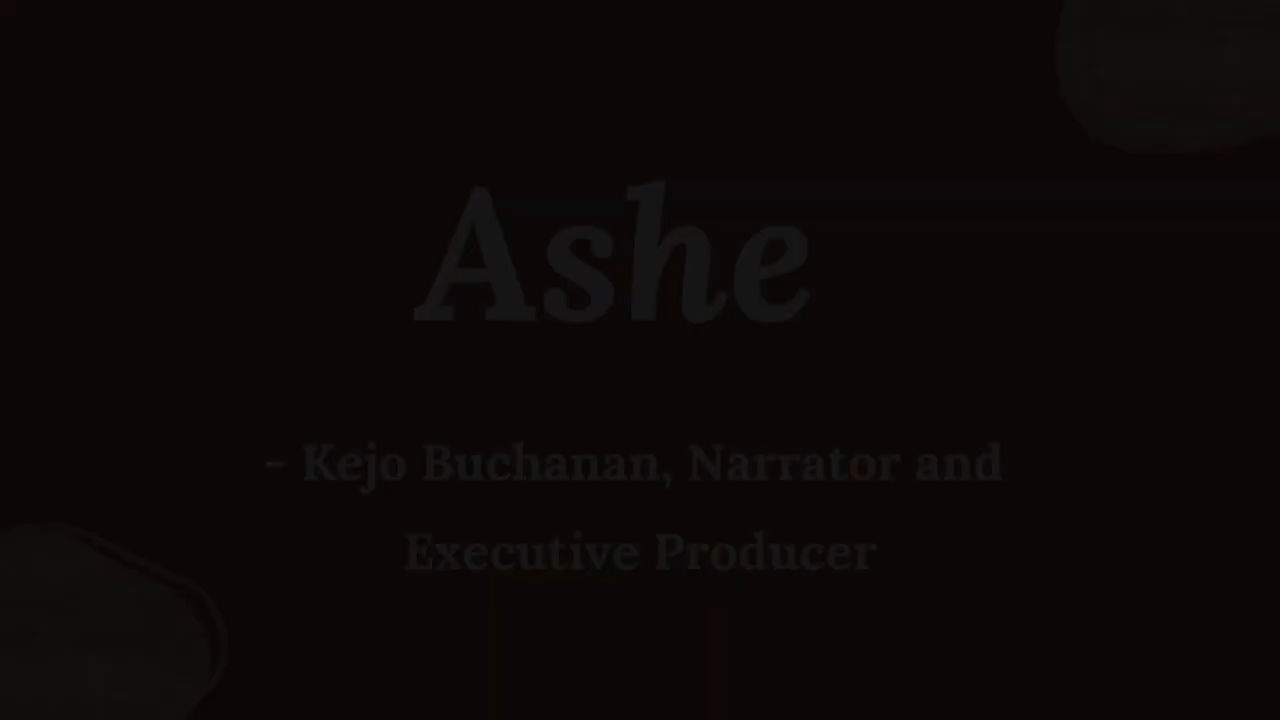 Ashe
- Kejo Buchanan, Narrator and
Executive Producer